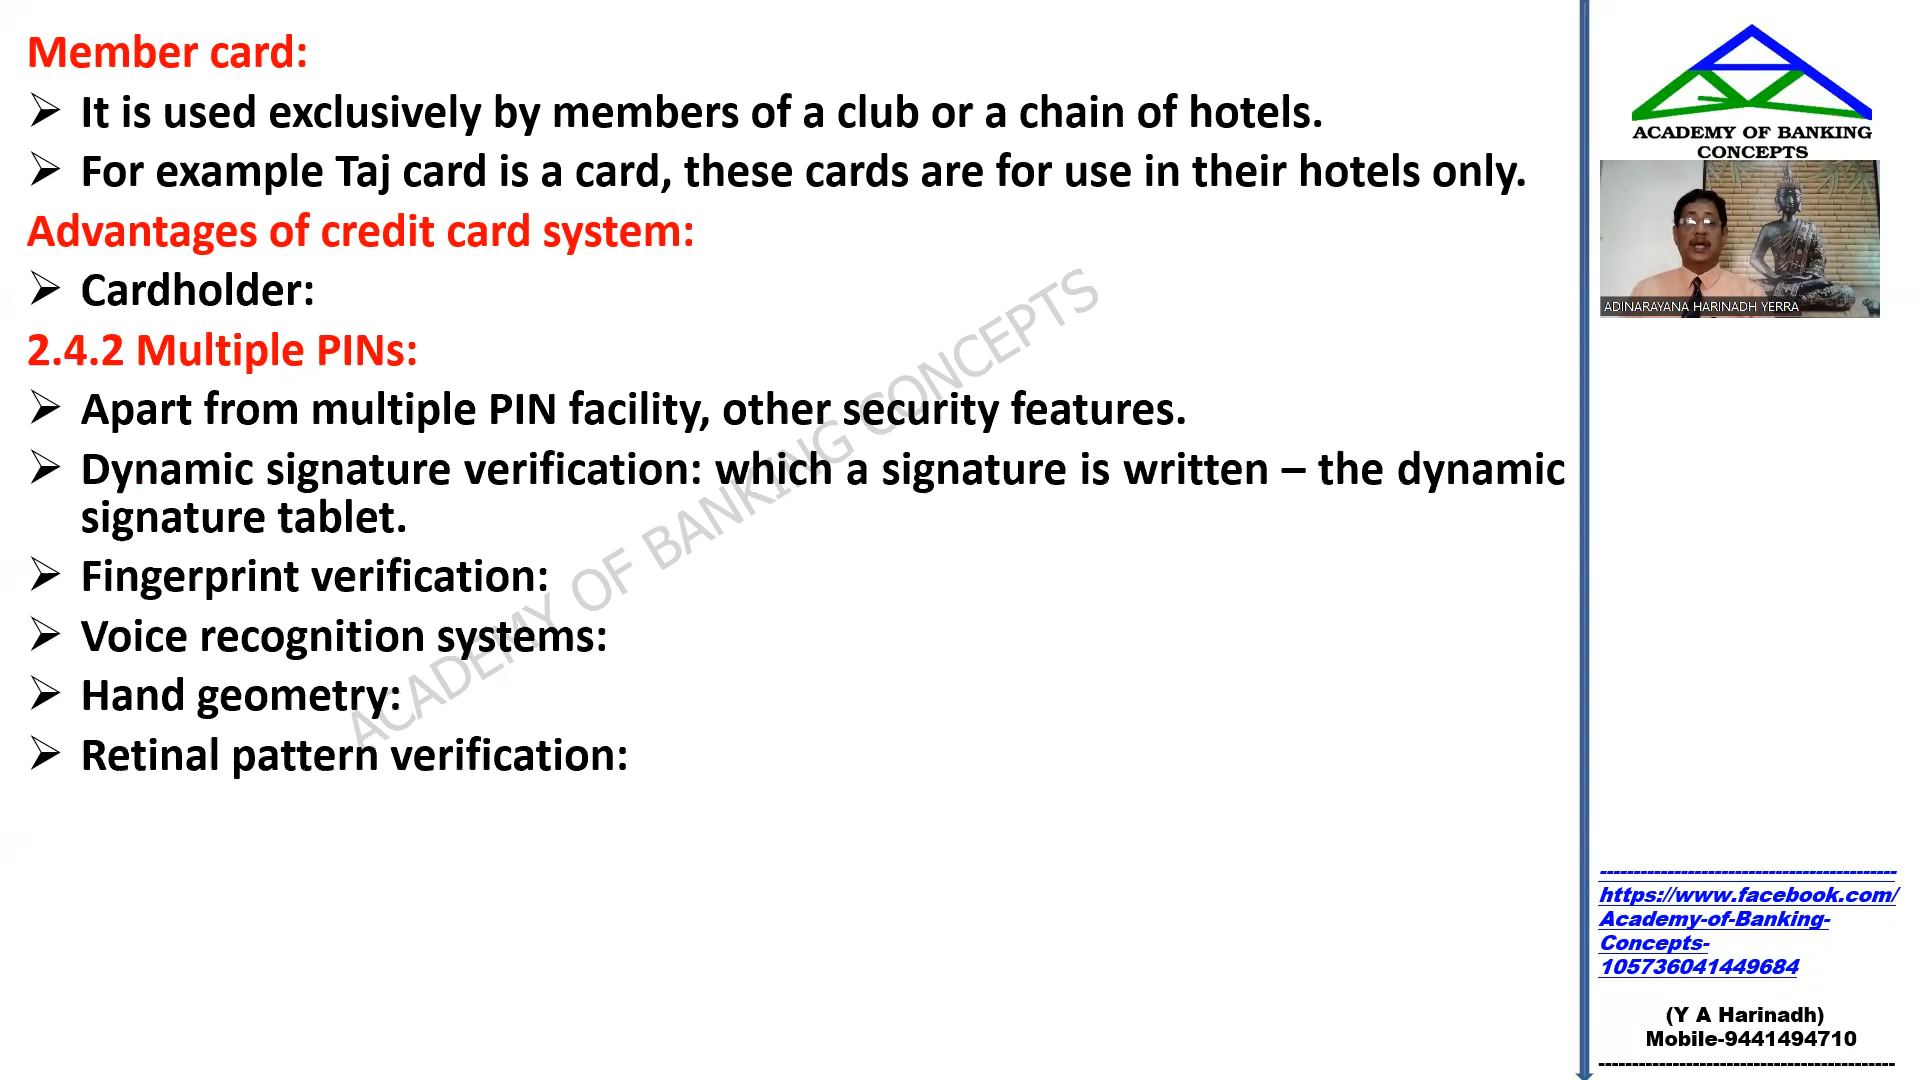 Member card:
➢ It is used exclusively by members of a club or a chain of hotels.
➢ For example Taj card is a card, these cards are for use in their hotels only.
Advantages of credit card system:
➢ Cardholder:
2.4.2 Multiple PINs:
➢ Apart from multiple PIN facility, other security features.
➢ Dynamic signature verification: which a signature is written – the dynamic
signature tablet.
➢ Fingerprint verification:
➢ Voice recognition systems:
➢ Hand geometry:
➢ Retinal pattern verification:
ACADEMY OF BANKING CONCEPTS
ACADEMY OF BANKING
CONCEPTS
ADINARAYANA HARINADH YERRA
--------------------------------------------
https://www.facebook.com/
Academy-of-Banking-
Concepts-
105736041449684
(Y A Harinadh)
Mobile-9441494710
--------------------------------------------